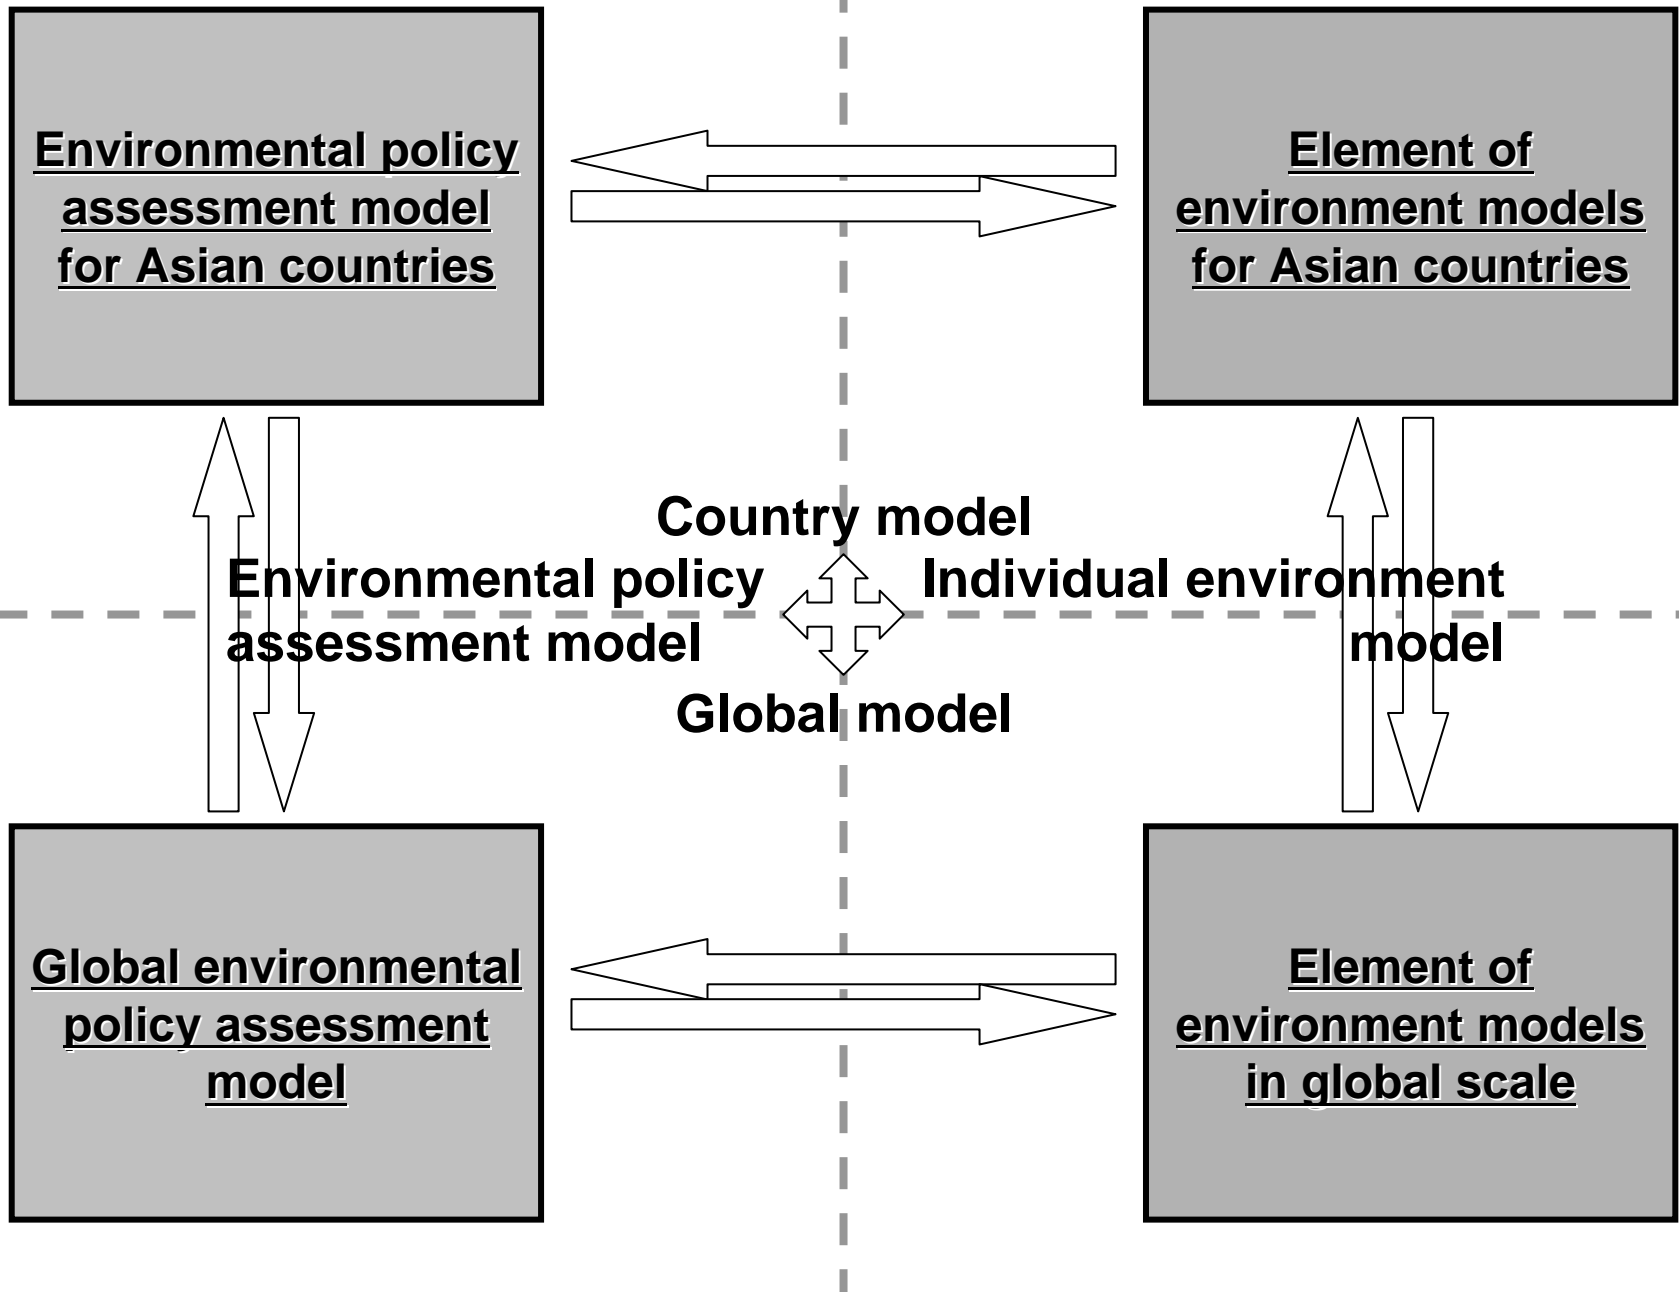 Environmental policy
assessment model
for Asian countries
Element of
environment models
for Asian countries
Country model
Environmental policy
assessment model
Individual environment
model
Global model
Global environmental
policy assessment
model
Element of
environment models
in global scale